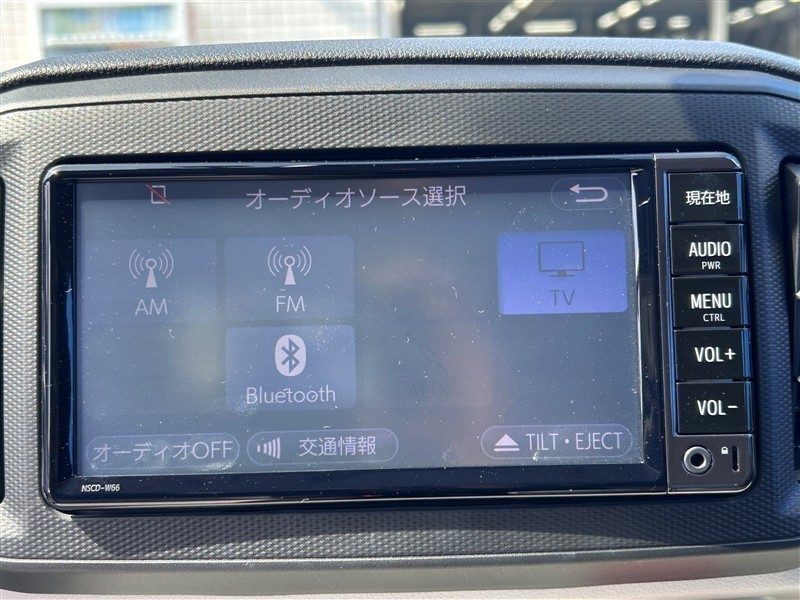 オーディオソース選択
AM
FM
TV
Bluetooth
オーディオOFF
交通情報
TILT・EJECT
NSCD-W66
現在地
AUDIO
PWR
MENU
CTRL
VOL+
VOL-